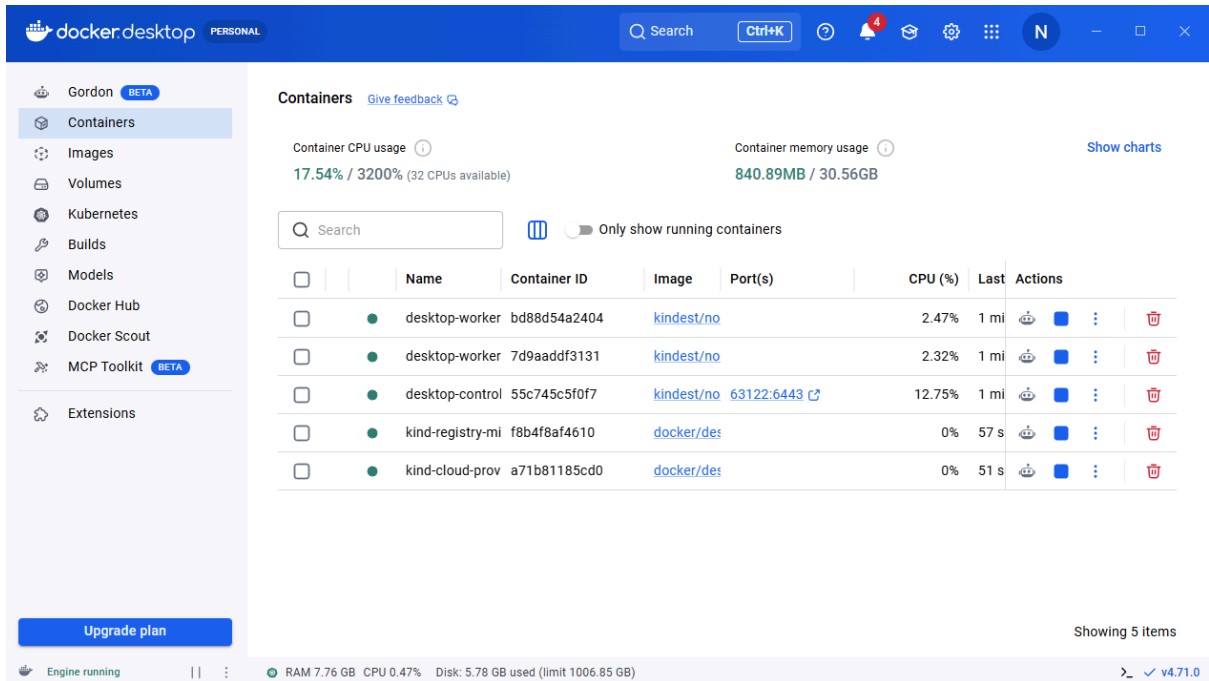 docker.desktop PERSONAL Search Ctrl+K 4 N
Gordon BETA
Containers
Images
Volumes
Kubernetes
Builds
Models
Docker Hub
Docker Scout
MCP Toolkit BETA
Extensions
Upgrade plan
Containers Give feedback
Container CPU usage Container memory usage Show charts
17.54% / 3200% (32 CPUs available) 840.89MB / 30.56GB
Search Only show running containers
Name Container ID Image Port(s) CPU (%) Last Actions
desktop-worker bd88d54a2404 kindest/no 2.47% 1 mi
desktop-worker 7d9aaddf3131 kindest/no 2.32% 1 mi
desktop-control 55c745c5f0f7 kindest/no 63122:6443 12.75% 1 mi
kind-registry-mi f8b4f8af4610 docker/des 0% 57 s
kind-cloud-prov a71b81185cd0 docker/des 0% 51 s
Showing 5 items
Engine running RAM 7.76 GB CPU 0.47% Disk: 5.78 GB used (limit 1006.85 GB) v4.71.0